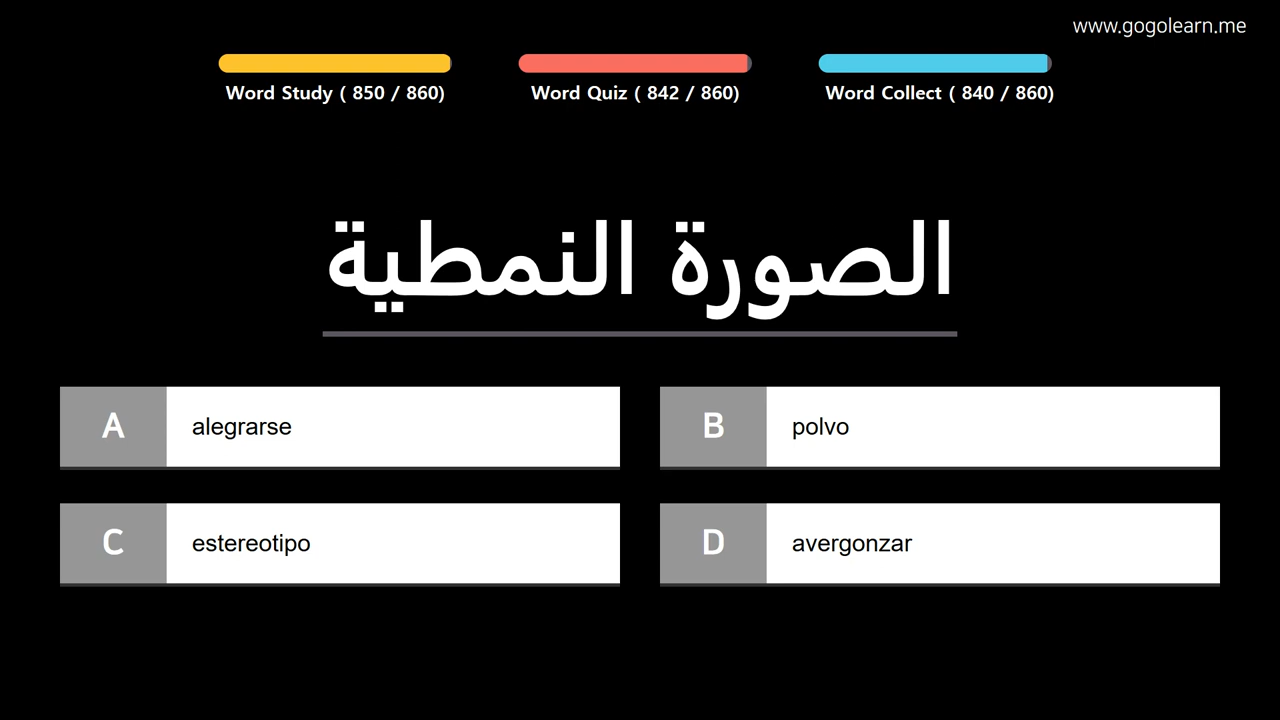 www.gogolearn.me
Word Study ( 850 / 860)
Word Quiz ( 842 / 860)
Word Collect ( 840 / 860)
الصورة النمطية
A alegrarse
B polvo
C estereotipo
D avergonzar